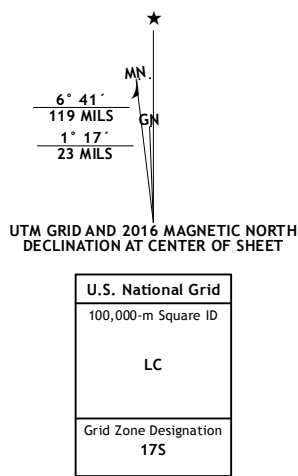 ★
MN
6° 41´
119 MILS
GN
1° 17´
23 MILS
UTM GRID AND 2016 MAGNETIC NORTH
DECLINATION AT CENTER OF SHEET
U.S. National Grid
100,000-m Square ID
LC
Grid Zone Designation
17S